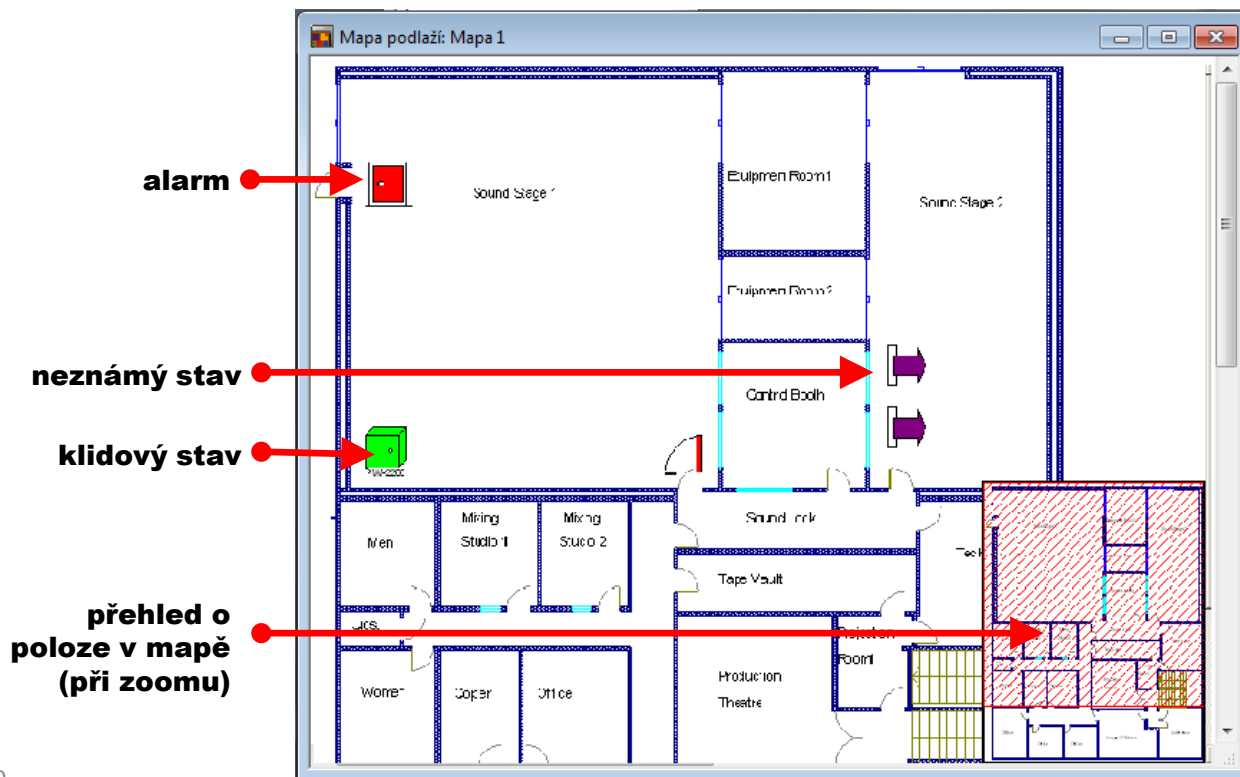 Mapa podlaží: Mapa 1
alarm
Sound Stage 1
Equipment Room 1
Sound Stage 2
Equipment Room 2
neznámý stav
Control Booth
klidový stav
Mixing
Studio 1
Mixing
Studio 2
Sound Lock
Men
Tape Vault
přehled o
poloze v mapě
(při zoomu)
Room
Women
Office
Production
Theatre